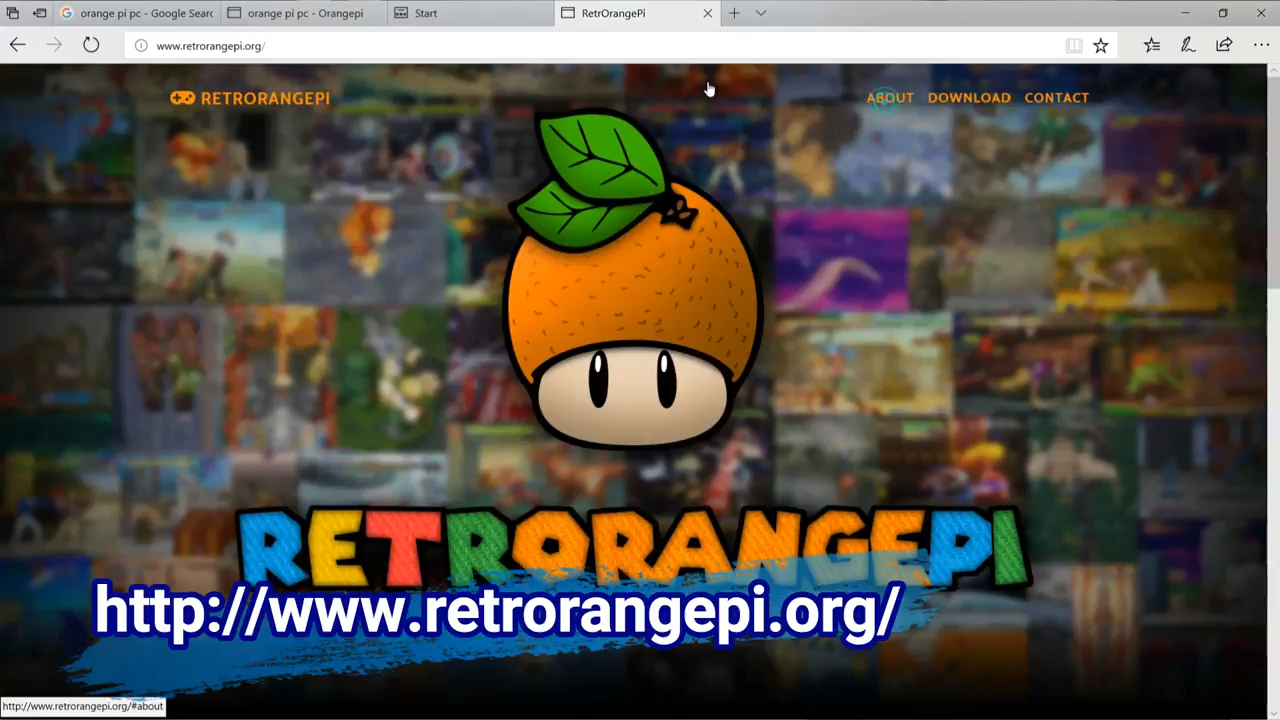 orange pi pc - Google Searc
orange pi pc - Orangepi
Start
RetrOrangePi
www.retrorangepi.org/
RETRORANGEPI
ABOUT
DOWNLOAD
CONTACT
RETRORANGEPI
http://www.retrorangepi.org/
http://www.retrorangepi.org/#about